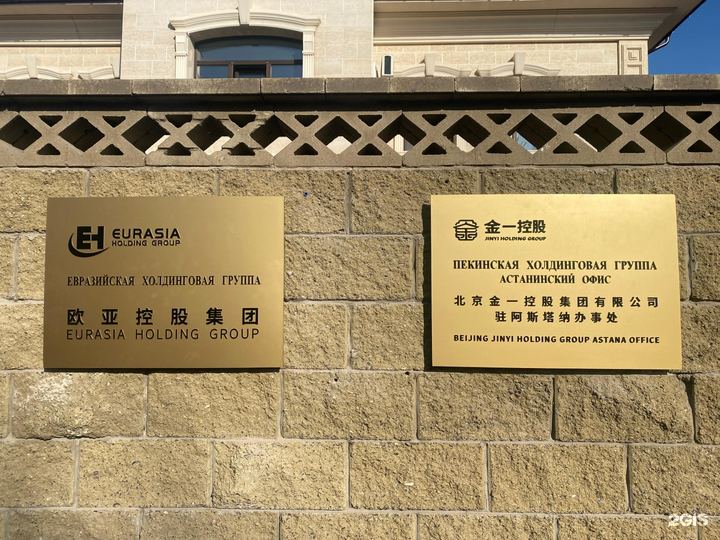 EH EURASIA
HOLDING GROUP
ЕВРАЗИЙСКАЯ ХОЛДИНГОВАЯ ГРУППА
欧亚控股集团
EURASIA HOLDING GROUP
金一控股
JINYI HOLDING GROUP
ПЕКИНСКАЯ ХОЛДИНГОВАЯ ГРУППА
АСТАНИНСКИЙ ОФИС
北京金一控股集团有限公司
驻阿斯塔纳办事处
BEIJING JINYI HOLDING GROUP ASTANA OFFICE
2GIS